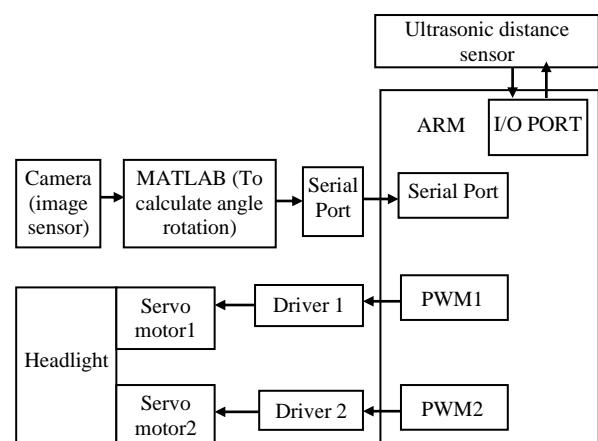 Ultrasonic distance
sensor
ARM
I/O PORT
Camera
(image
sensor)
MATLAB (To
calculate angle
rotation)
Serial
Port
Serial Port
Headlight
Servo
motor1
Driver 1
PWM1
Servo
motor2
Driver 2
PWM2